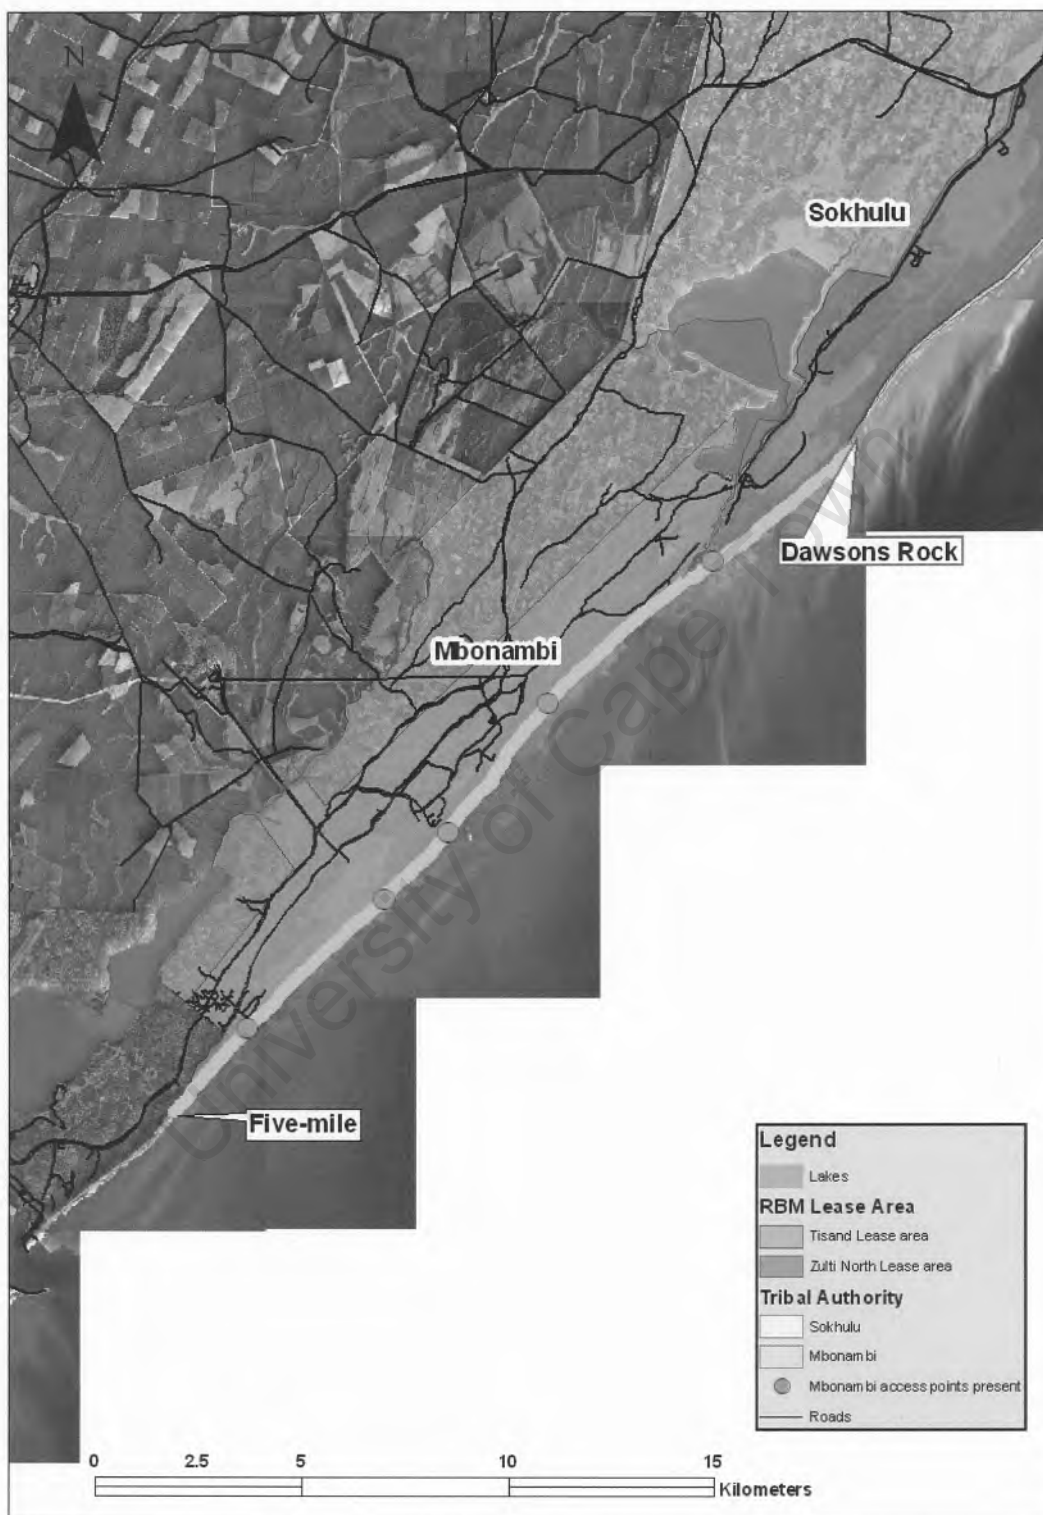 N
Sokhulu
Dawsons Rock
Mbonambi
Five-mile
University of Cape Town
Legend
Lakes
RBM Lease Area
Tisand Lease area
Zulti North Lease area
Tribal Authority
Sokhulu
Mbonambi
Mbonambi access points present
Roads
0 2.5 5 10 15
Kilometers